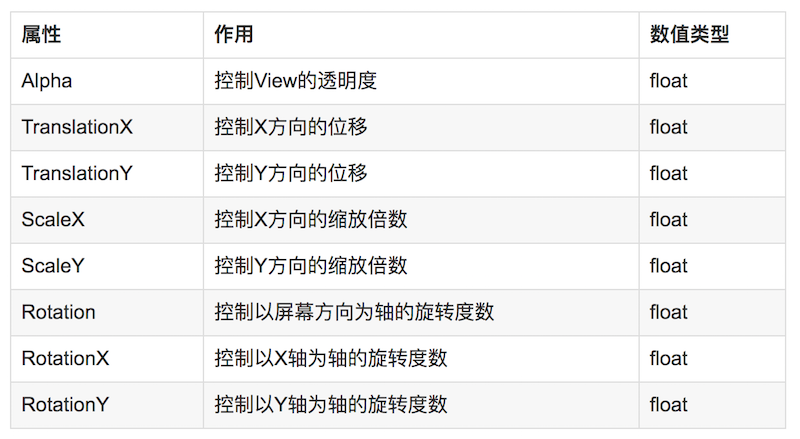 属性 作用 数值类型
Alpha 控制View的透明度 float
TranslationX 控制X方向的位移 float
TranslationY 控制Y方向的位移 float
ScaleX 控制X方向的缩放倍数 float
ScaleY 控制Y方向的缩放倍数 float
Rotation 控制以屏幕方向为轴的旋转度数 float
RotationX 控制以X轴为轴的旋转度数 float
RotationY 控制以Y轴为轴的旋转度数 float